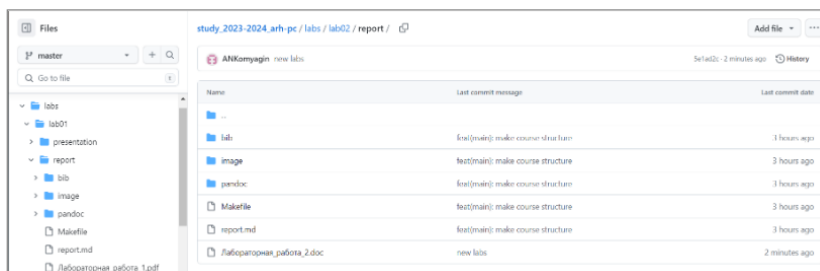 Files
study_2023-2024_arh-pc / labs / lab02 / report /
Add file
master
ANKomyagin new labs
5e1ad2c · 2 minutes ago History
Go to file
t
Name Last commit message Last commit date
labs
..
lab01
presentation
bib feat(main): make course structure 3 hours ago
report
image feat(main): make course structure 3 hours ago
bib
pandoc feat(main): make course structure 3 hours ago
image
Makefile feat(main): make course structure 3 hours ago
pandoc
report.md feat(main): make course structure 3 hours ago
Makefile
report.md
Лабораторная_работа_2.doc new labs 2 minutes ago
Лабораторная_работа_1.pdf